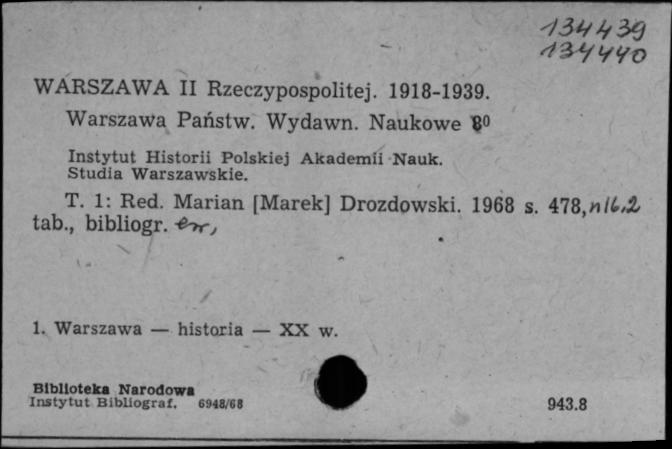 134439
134440
WARSZAWA II Rzeczypospolitej. 1918-1939.
Warszawa Państw. Wydawn. Naukowe 8⁰
Instytut Historii Polskiej Akademii Nauk.
Studia Warszawskie.
T. 1: Red. Marian [Marek] Drozdowski. 1968 s. 478,
tab., bibliogr.
1. Warszawa — historia — XX w.
Biblioteka Narodowa
Instytut Bibliograf. 6948/68
943.8